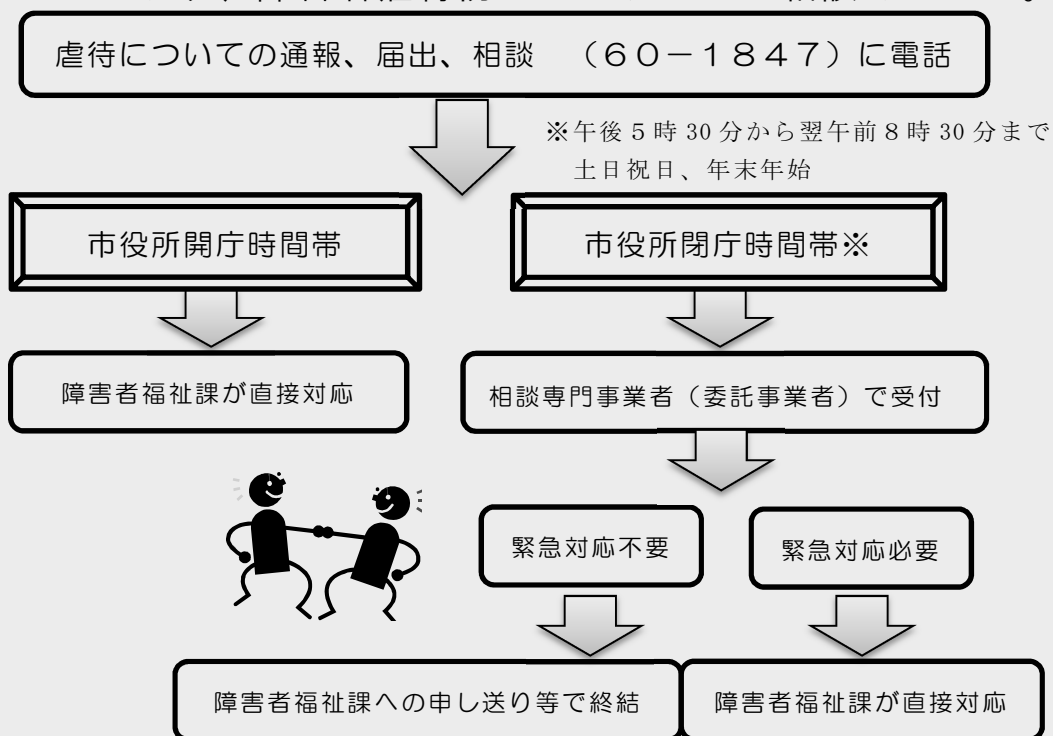 虐待についての通報、届出、相談　（６０－１８４７）に電話
※午後５時30分から翌午前８時30分まで
土日祝日、年末年始
市役所開庁時間帯
市役所閉庁時間帯※
障害者福祉課が直接対応
相談専門事業者（委託事業者）で受付
緊急対応不要
緊急対応必要
障害者福祉課への申し送り等で終結
障害者福祉課が直接対応